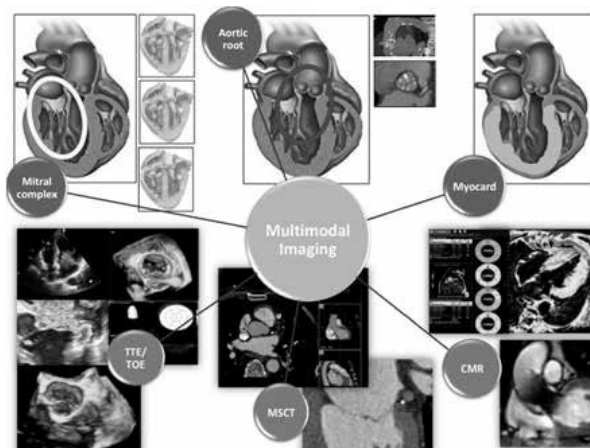 Aortic
root
Mitral
complex
Myocard
Multimodal
Imaging
TTE/
TOE
MSCT
CMR